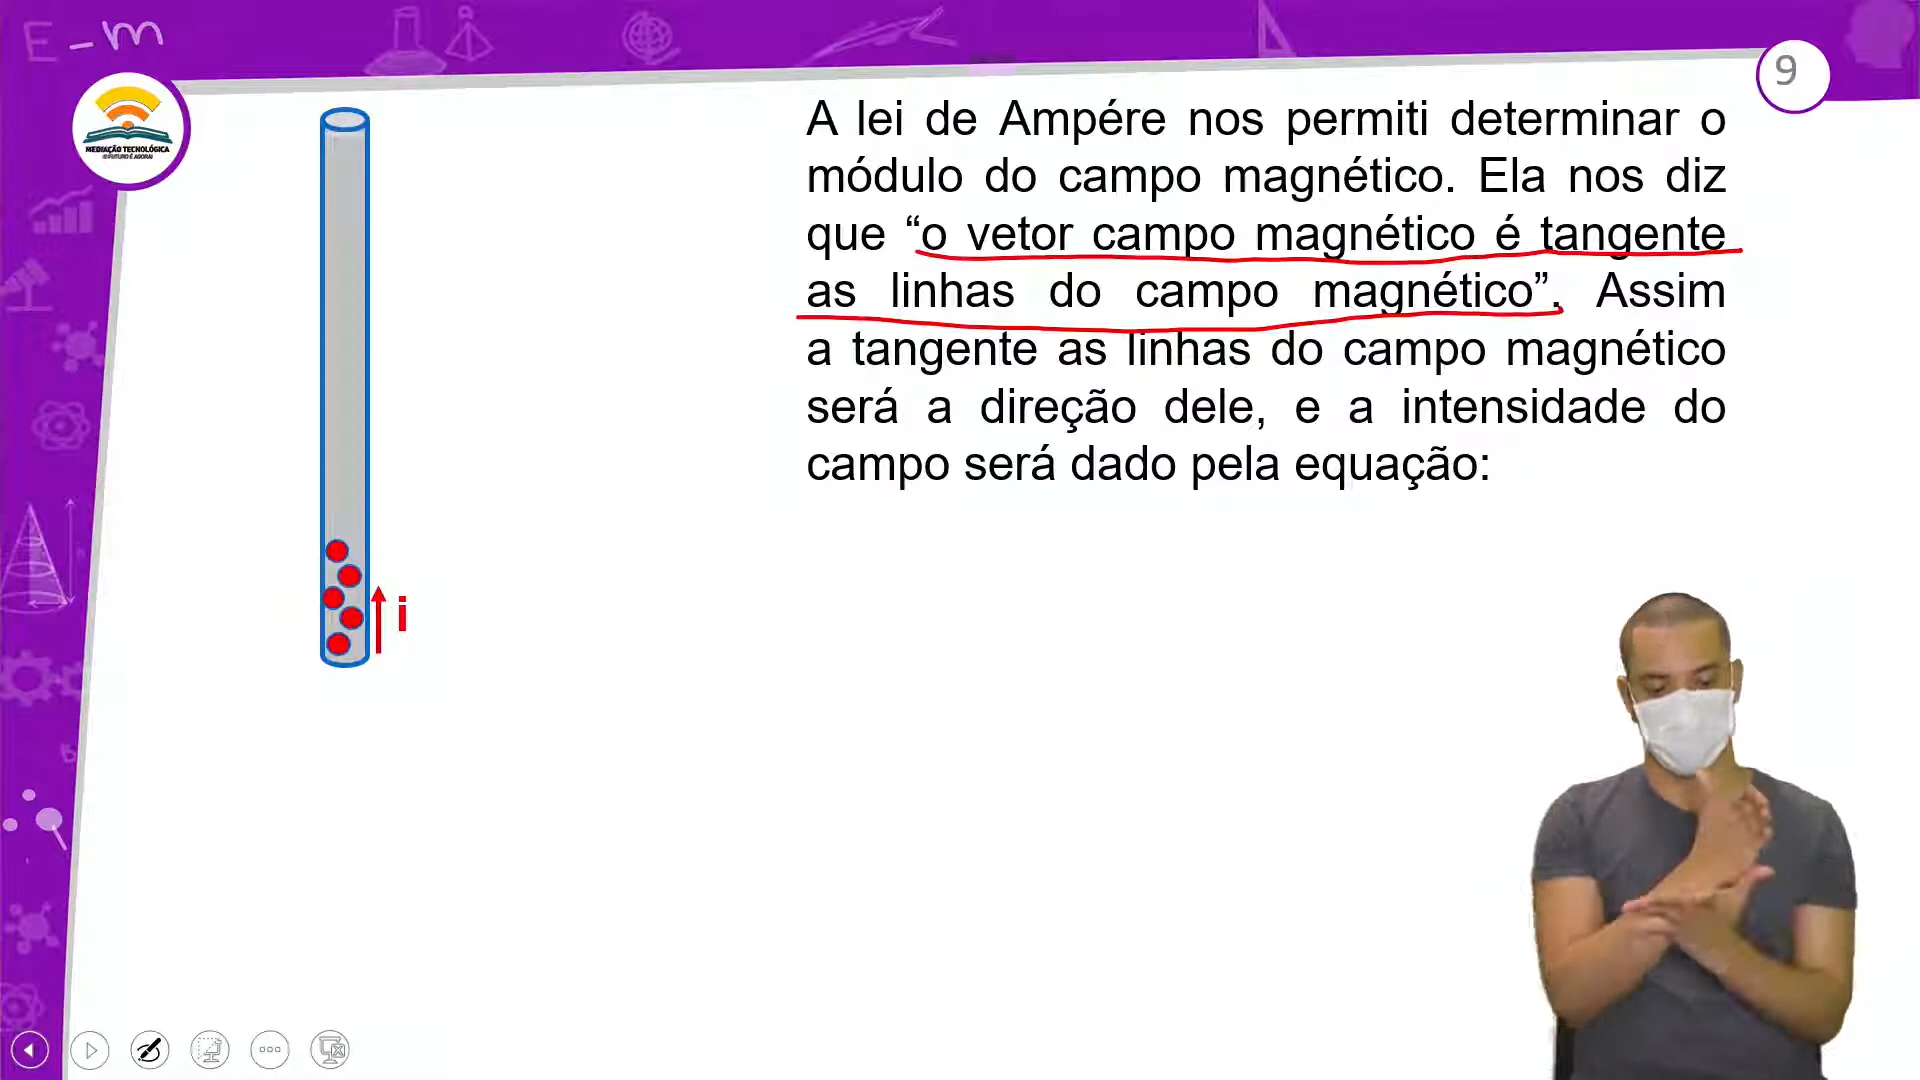 E-m
9
MEDIAÇÃO TECNOLÓGICA
A lei de Ampére nos permiti determinar o
módulo do campo magnético. Ela nos diz
que “o vetor campo magnético é tangente
as linhas do campo magnético”. Assim
a tangente as linhas do campo magnético
será a direção dele, e a intensidade do
campo será dado pela equação:
i